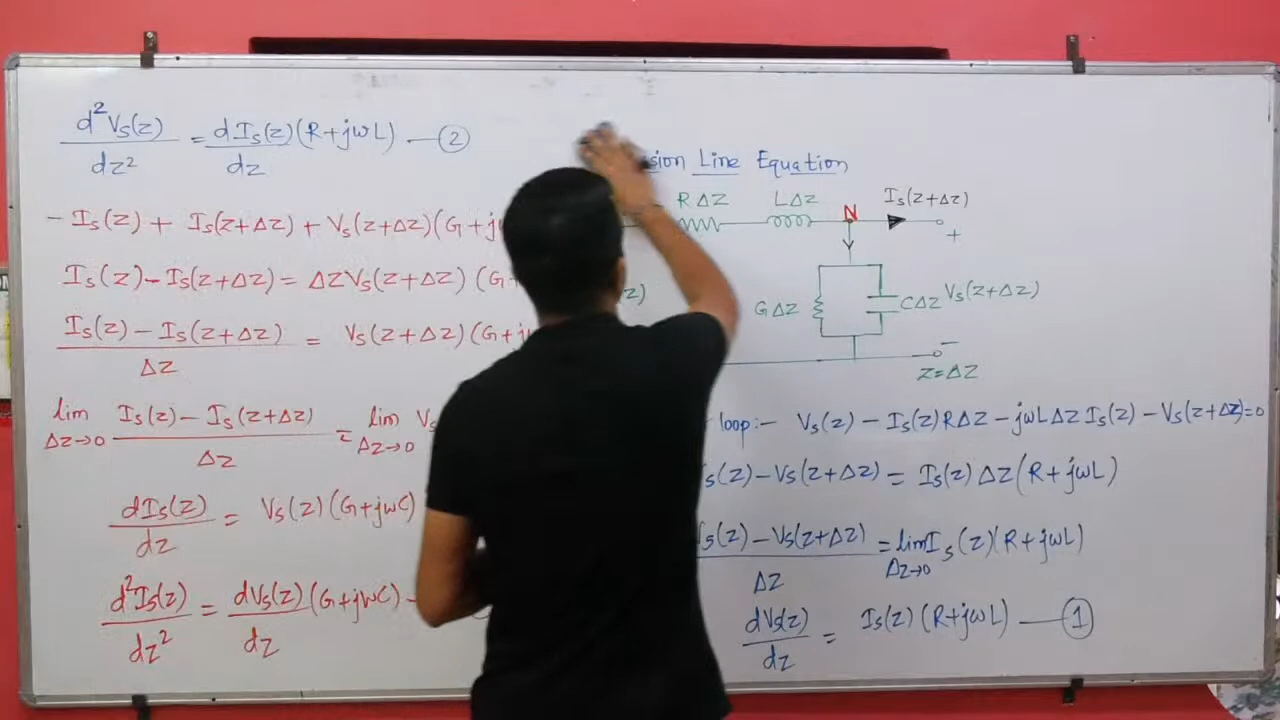 d²Vs(z)/dz² = dIs(z)/dz (R+jωL) — ②
- Is(z) + Is(z+Δz) + Vs(z+Δz)(G+j
Is(z) - Is(z+Δz) = ΔzVs(z+Δz) (G
Is(z) - Is(z+Δz)/Δz = Vs(z+Δz)(G+j
lim Δz→0 Is(z) - Is(z+Δz)/Δz = lim Δz→0 Vs
dIs(z)/dz = Vs(z)(G+jωC)
d²Is(z)/dz² = dVs(z)/dz (G+jωC) -
Line Equation
RΔz LΔz N Is(z+Δz)
+
z)
GΔz CΔz Vs(z+Δz)
-
z=Δz
loop:- Vs(z) - Is(z)RΔz - jωLΔz Is(z) - Vs(z+Δz)=0
s(z) - Vs(z+Δz) = Is(z) Δz(R+jωL)
Vs(z) - Vs(z+Δz)/Δz = lim Δz→0 Is(z)(R+jωL)
dVs(z)/dz = Is(z) (R+jωL) — ①